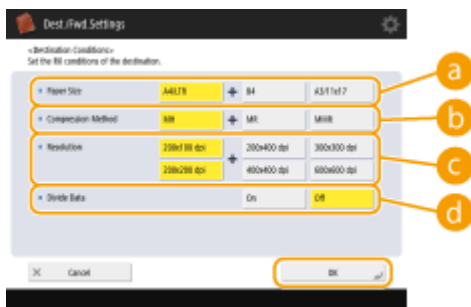 Dest./Fwd. Settings
<Destination Conditions>
Set the RX conditions of the destination.
Paper Size A4/LTR + B4 A3/11x17 a
Compression Method MH + MR MMR b
Resolution 200x100 dpi 200x400 dpi 300x300 dpi
+ c
200x200 dpi 400x400 dpi 600x600 dpi
Divide Data On Off d
× Cancel OK